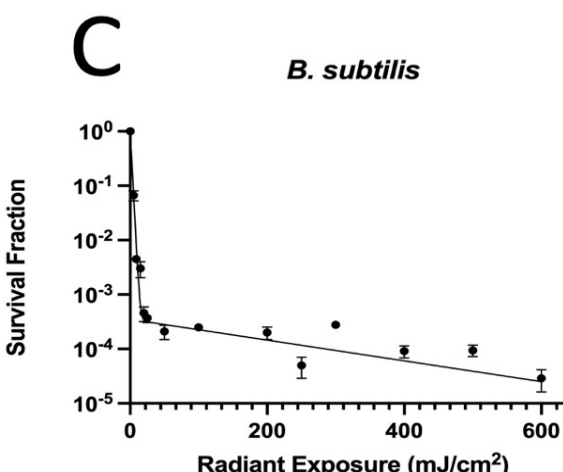 C
B. subtilis
Survival Fraction
10⁰
10⁻¹
10⁻²
10⁻³
10⁻⁴
10⁻⁵
0 200 400 600
Radiant Exposure (mJ/cm²)